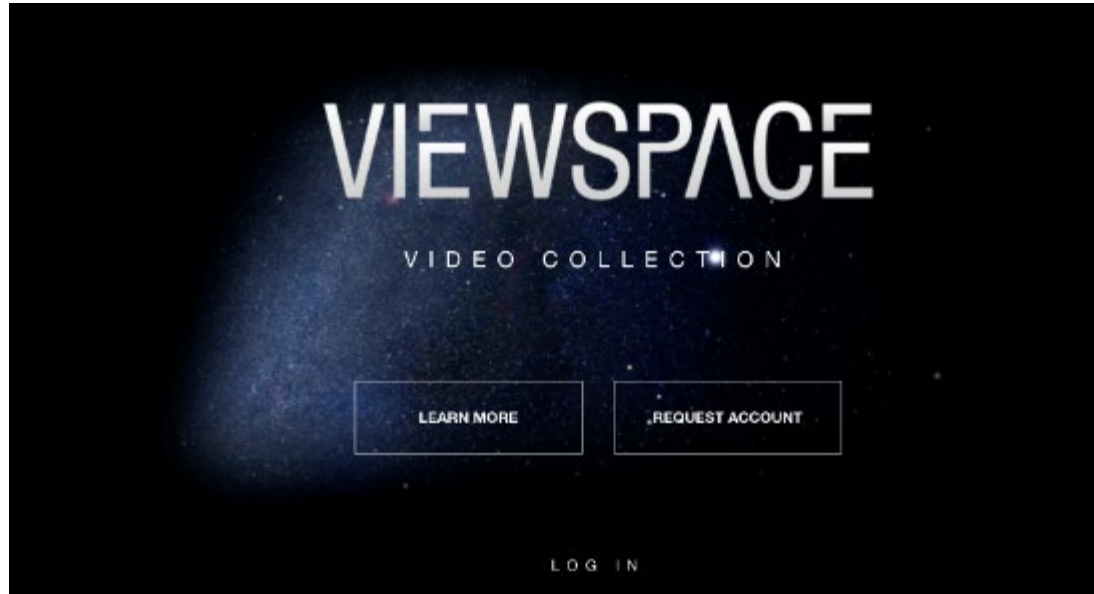 VIEWSPACE
VIDEO COLLECTION
LEARN MORE
REQUEST ACCOUNT
LOG IN